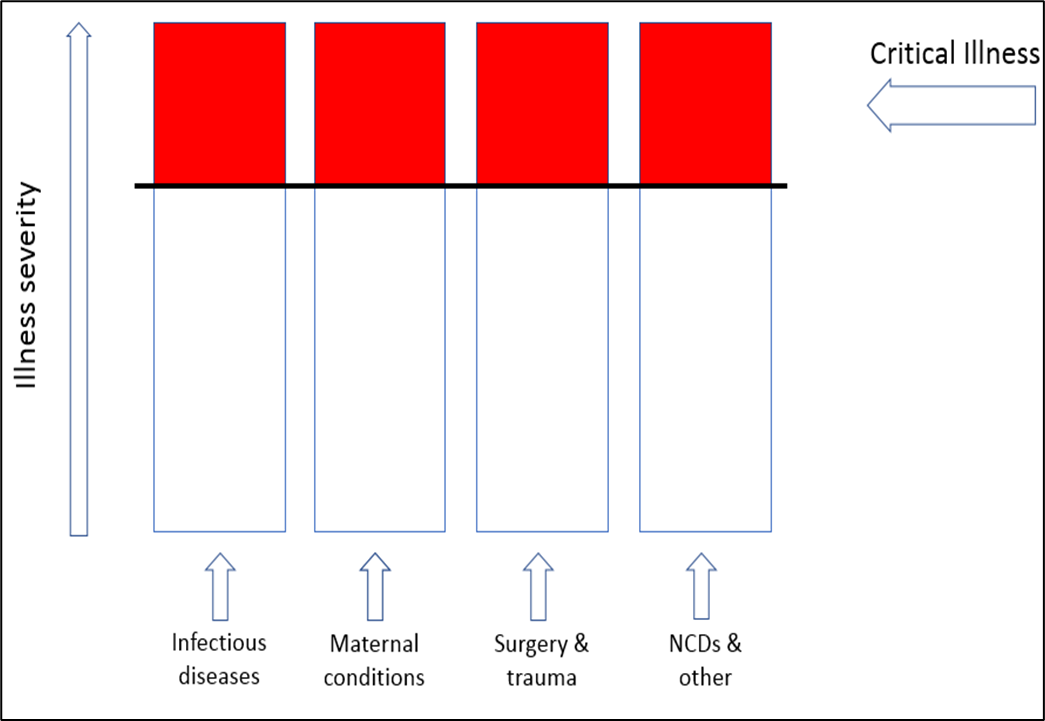 Critical Illness
Illness severity
Infectious
diseases
Maternal
conditions
Surgery &
trauma
NCDs &
other